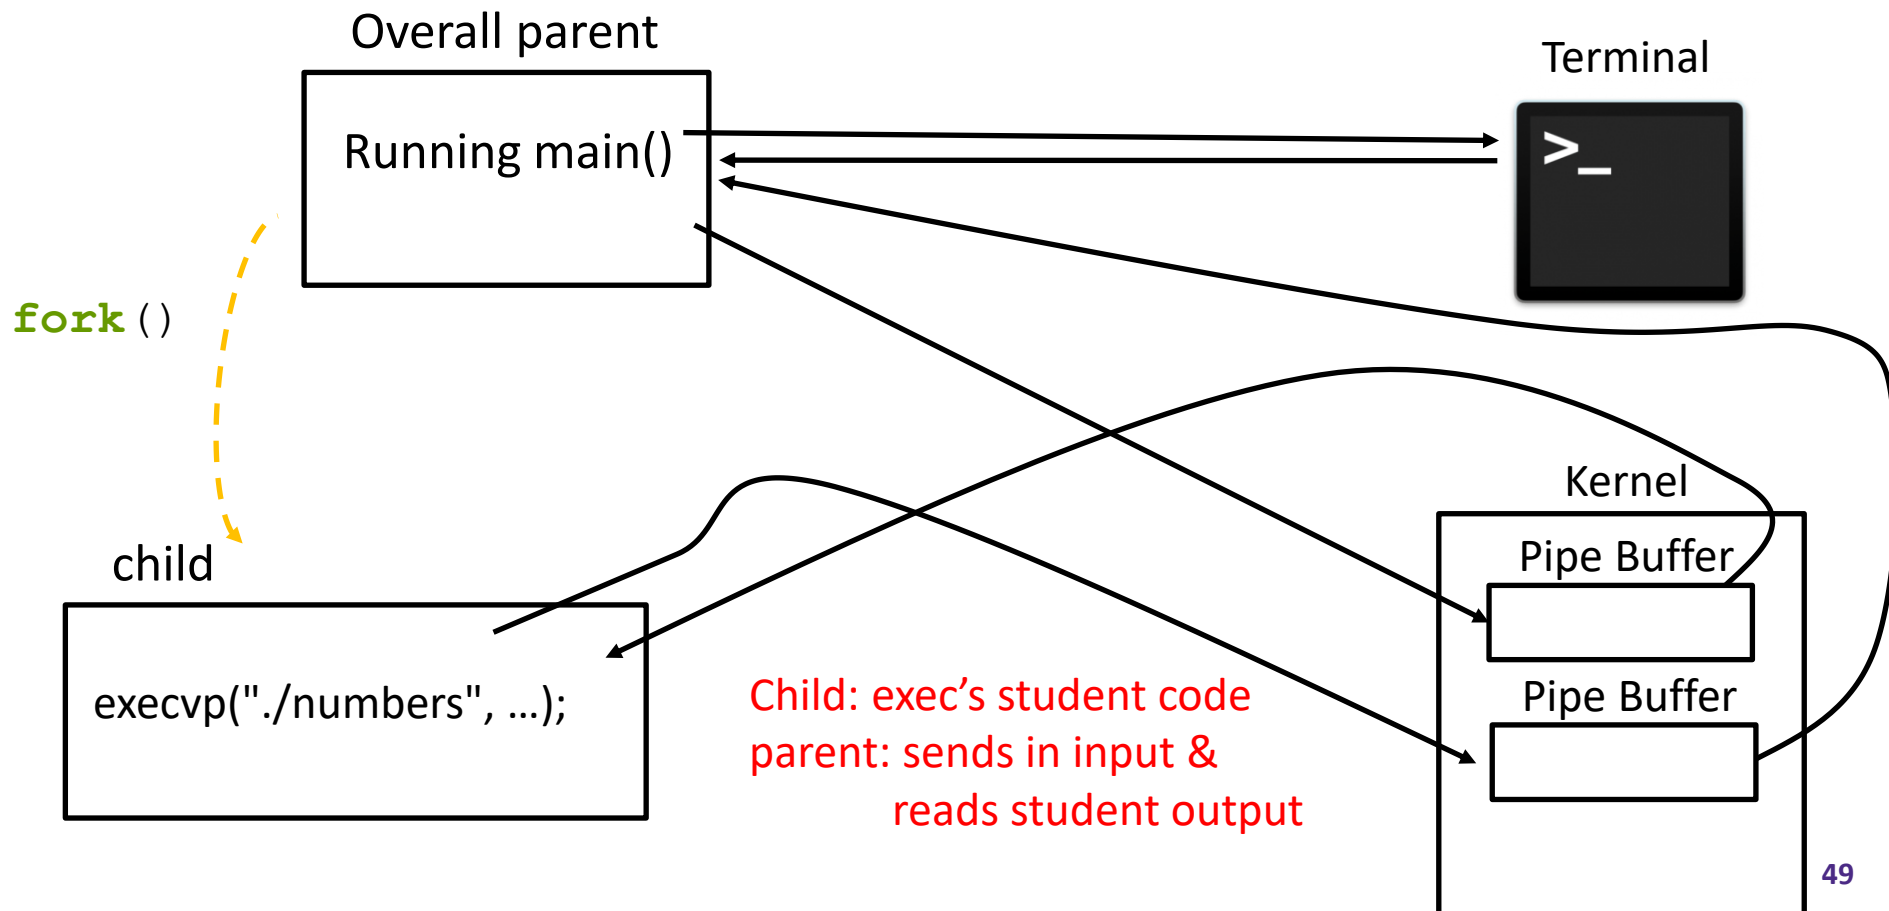 Overall parent
Terminal
Running main()
>_
fork()
Kernel
child
Pipe Buffer
execvp("./numbers", …);
Child: exec’s student code
Pipe Buffer
parent: sends in input &
reads student output
49